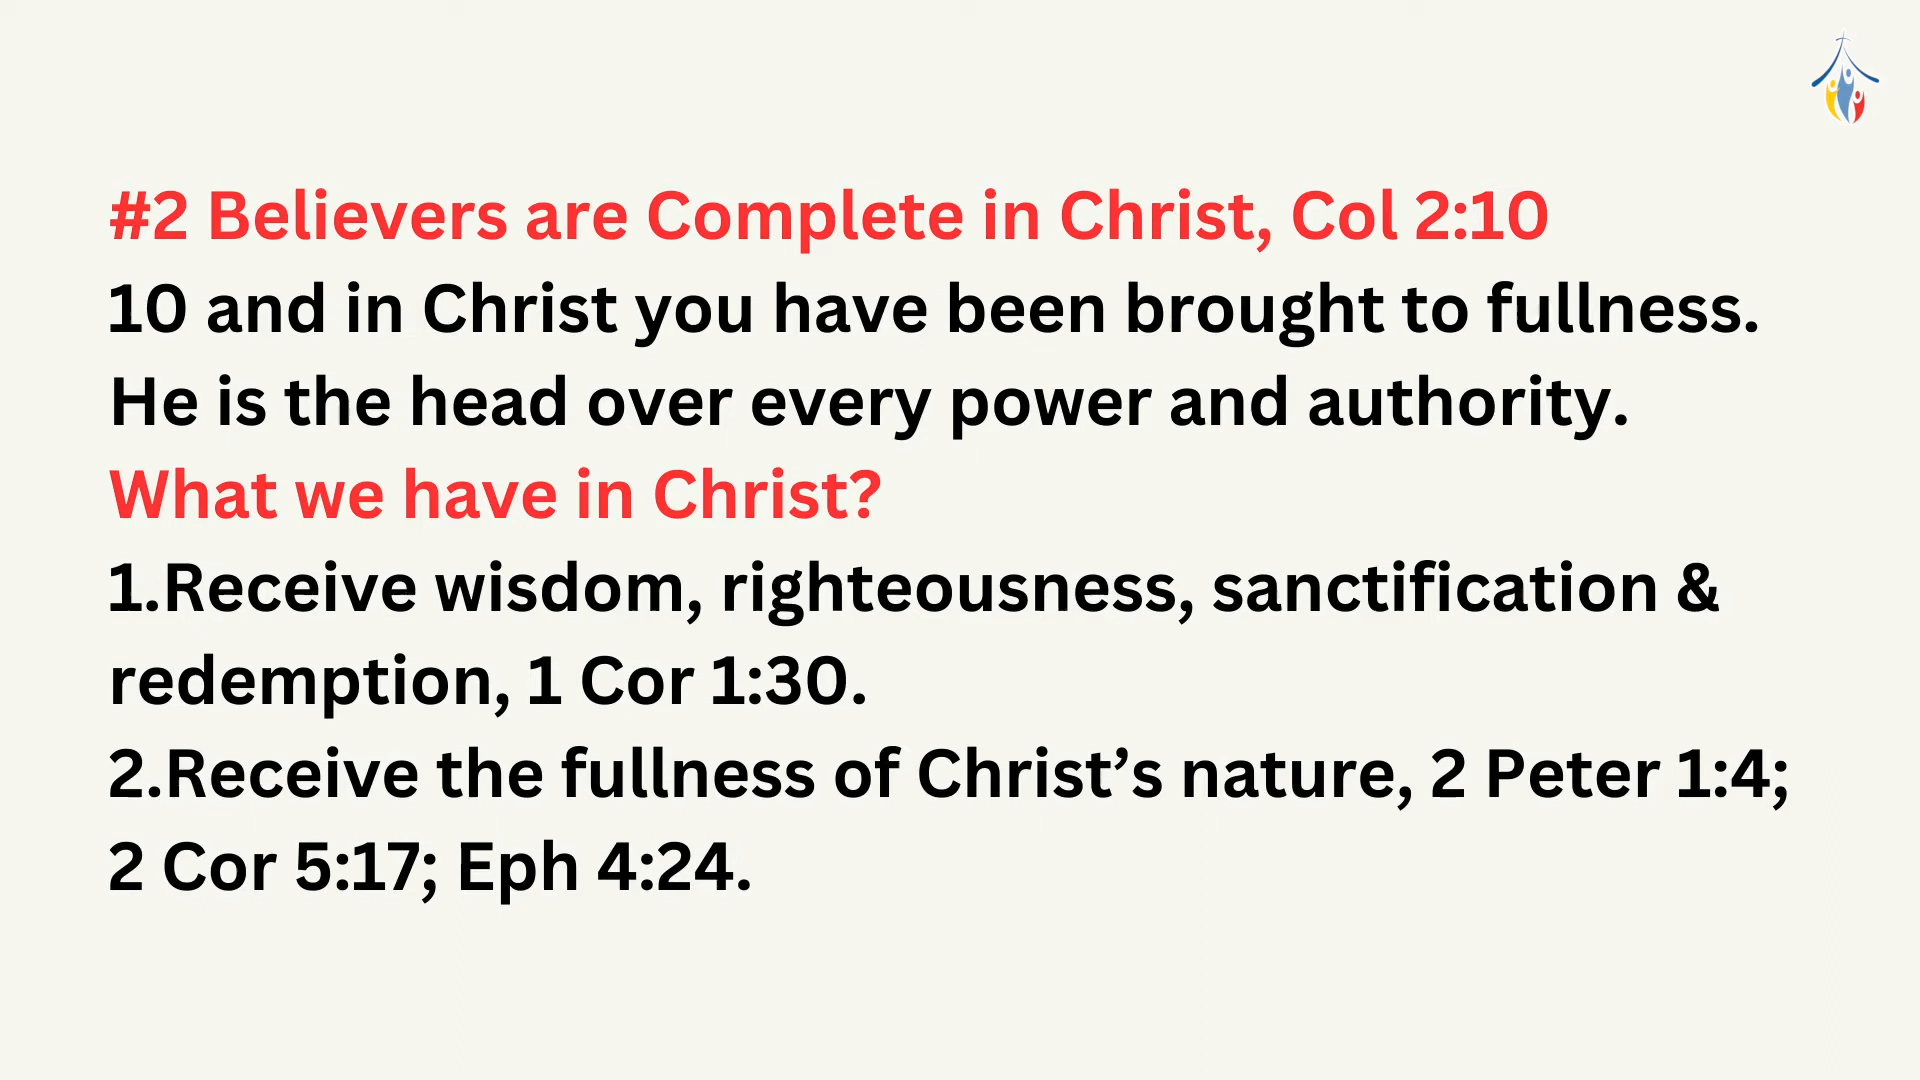 #2 Believers are Complete in Christ, Col 2:10
10 and in Christ you have been brought to fullness.
He is the head over every power and authority.
What we have in Christ?
1.Receive wisdom, righteousness, sanctification &
redemption, 1 Cor 1:30.
2.Receive the fullness of Christ’s nature, 2 Peter 1:4;
2 Cor 5:17; Eph 4:24.